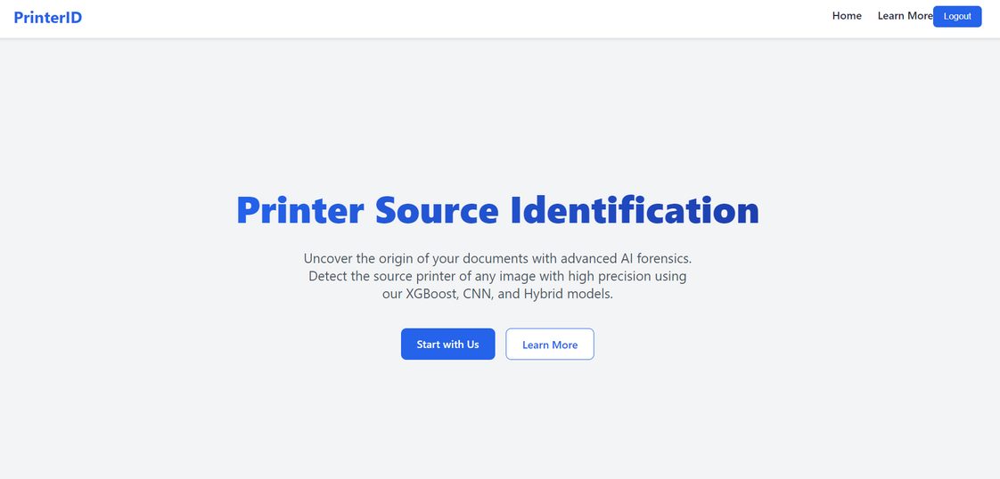 PrinterID
Home Learn More Logout
Printer Source Identification
Uncover the origin of your documents with advanced AI forensics.
Detect the source printer of any image with high precision using
our XGBoost, CNN, and Hybrid models.
Start with Us Learn More